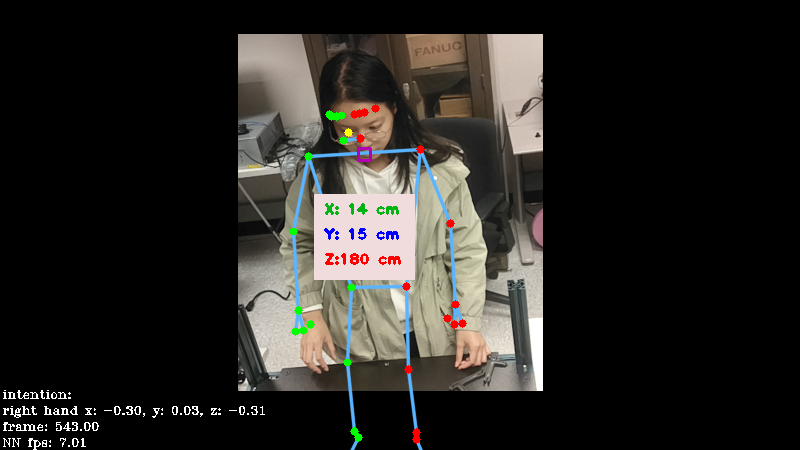 FANUC
X: 14 cm
Y: 15 cm
Z:180 cm
intention:
right hand x: -0.30, y: 0.03, z: -0.31
frame: 543.00
NN fps: 7.01